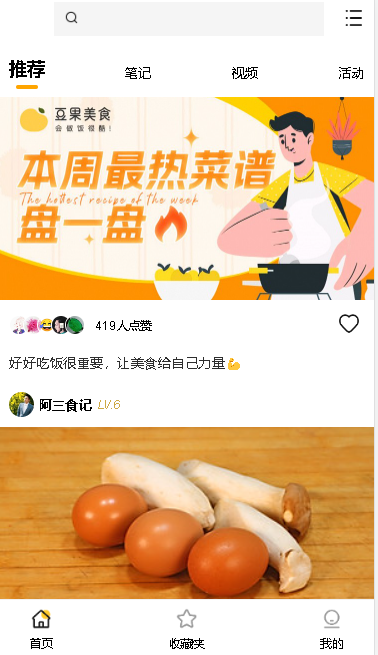 推荐
笔记
视频
活动
豆果美食
会做饭很酷！
本周最热菜谱
The hottest recipe of the week
盘一盘
419人点赞
好好吃饭很重要，让美食给自己力量💪
阿三食记 LV.6
首页
收藏夹
我的